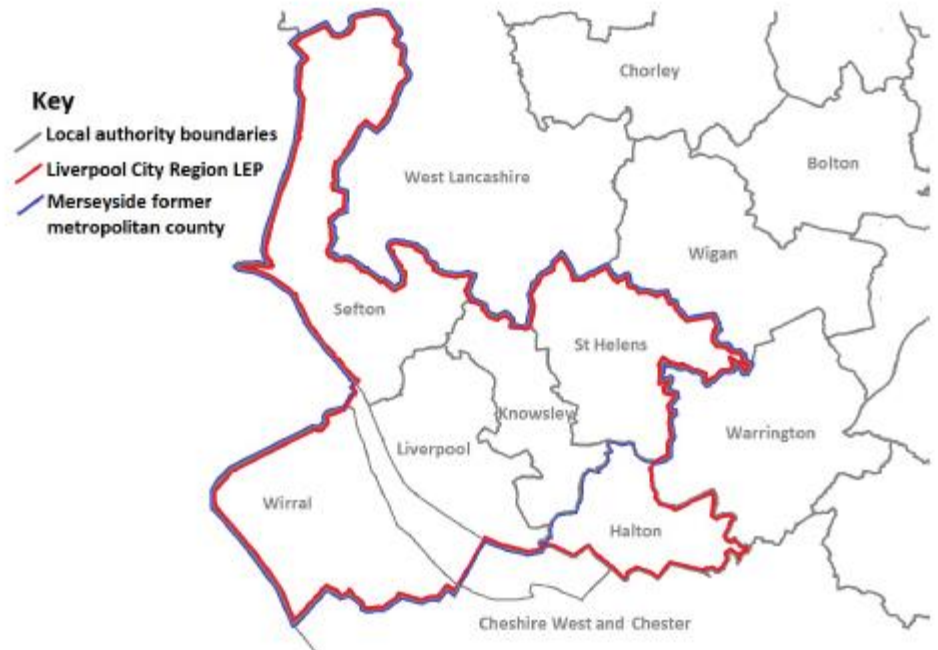 Chorley
Key
Local authority boundaries
Liverpool City Region LEP
Merseyside former
metropolitan county
Bolton
West Lancashire
Wigan
Sefton
St Helens
Knowsley
Warrington
Liverpool
Wirral
Halton
Cheshire West and Chester